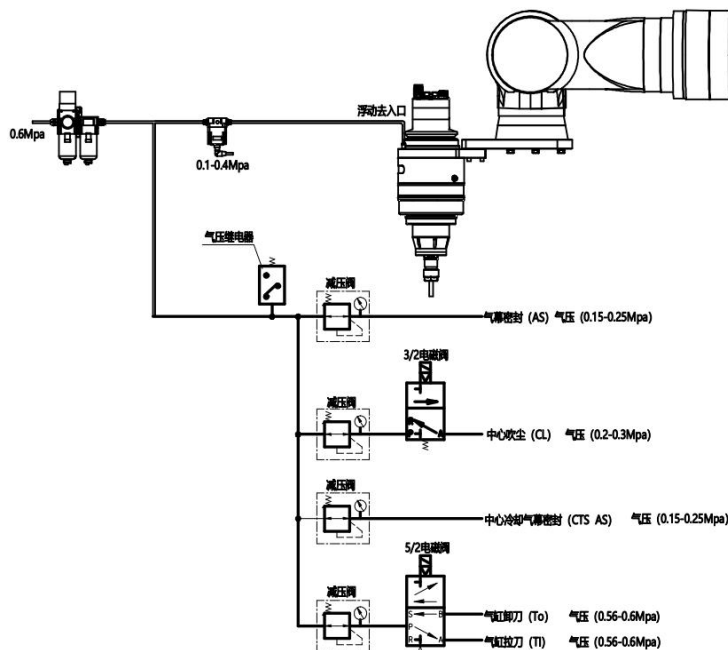 浮动去入口
0.6Mpa
0.1-0.4Mpa
气压继电器
减压阀
气幕密封 (AS) 气压 (0.15-0.25Mpa)
3/2电磁阀
减压阀
P
A
中心吹尘 (CL) 气压 (0.2-0.3Mpa)
减压阀
中心冷却气幕密封 (CTS AS) 气压 (0.15-0.25Mpa)
5/2电磁阀
减压阀
S B
气缸卸刀 (To) 气压 (0.56-0.6Mpa)
P
R A
气缸拉刀 (TI) 气压 (0.56-0.6Mpa)